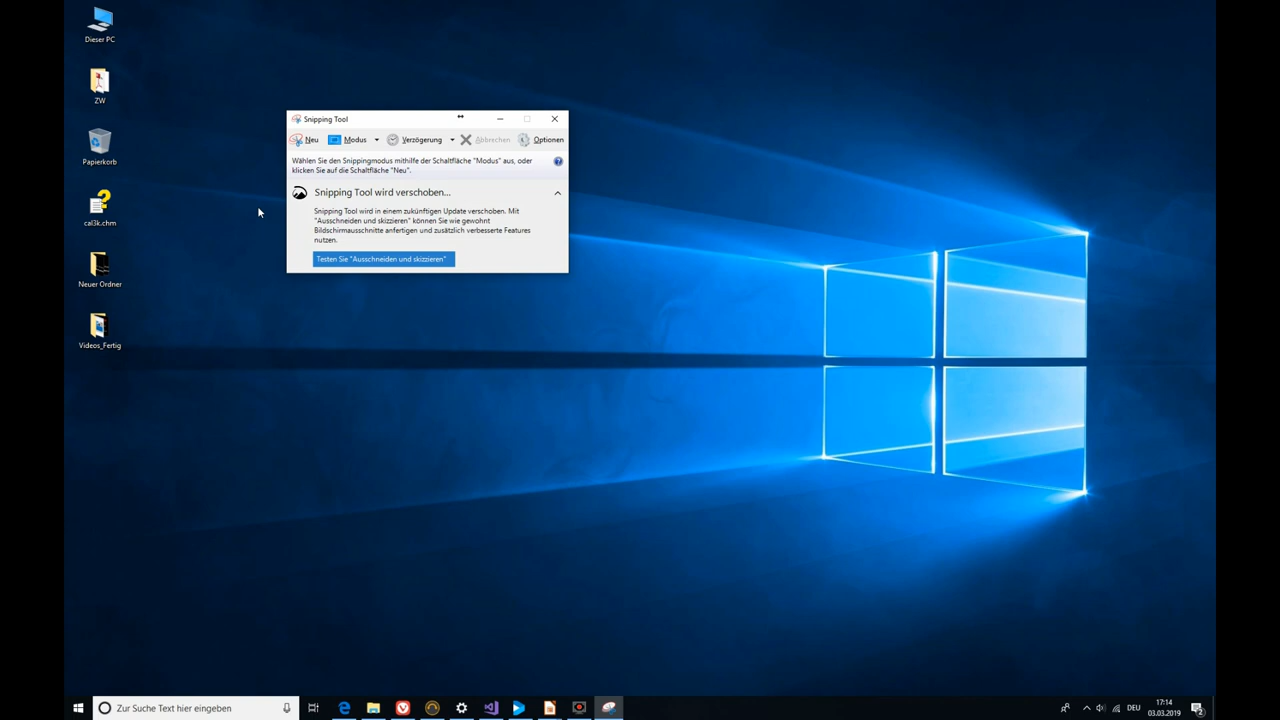 Dieser PC
ZW
Papierkorb
cal3k.chm
Neuer Ordner
Videos_Fertig
Snipping Tool
Neu Modus Verzögerung Abbrechen Optionen
Wählen Sie den Snippingmodus mithilfe der Schaltfläche "Modus" aus, oder
klicken Sie auf die Schaltfläche "Neu".
Snipping Tool wird verschoben...
Snipping Tool wird in einem zukünftigen Update verschoben. Mit
"Ausschneiden und skizzieren" können Sie wie gewohnt
Bildschirmausschnitte anfertigen und zusätzlich verbesserte Features
nutzen.
Testen Sie "Ausschneiden und skizzieren"
Zur Suche Text hier eingeben
DEU
17:14
03.03.2019
2